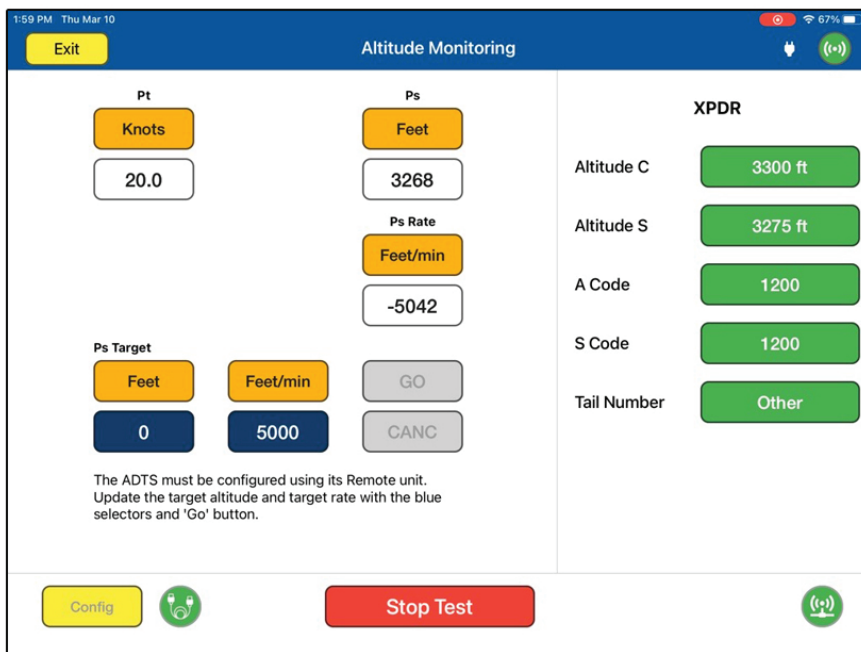 1:59 PM Thu Mar 10
67%
Exit
Altitude Monitoring
Pt
Ps
Knots
Feet
20.0
3268
Ps Rate
Feet/min
-5042
Ps Target
Feet
Feet/min
GO
0
5000
CANC
The ADTS must be configured using its Remote unit.
Update the target altitude and target rate with the blue
selectors and 'Go' button.
XPDR
Altitude C
3300 ft
Altitude S
3275 ft
A Code
1200
S Code
1200
Tail Number
Other
Config
Stop Test